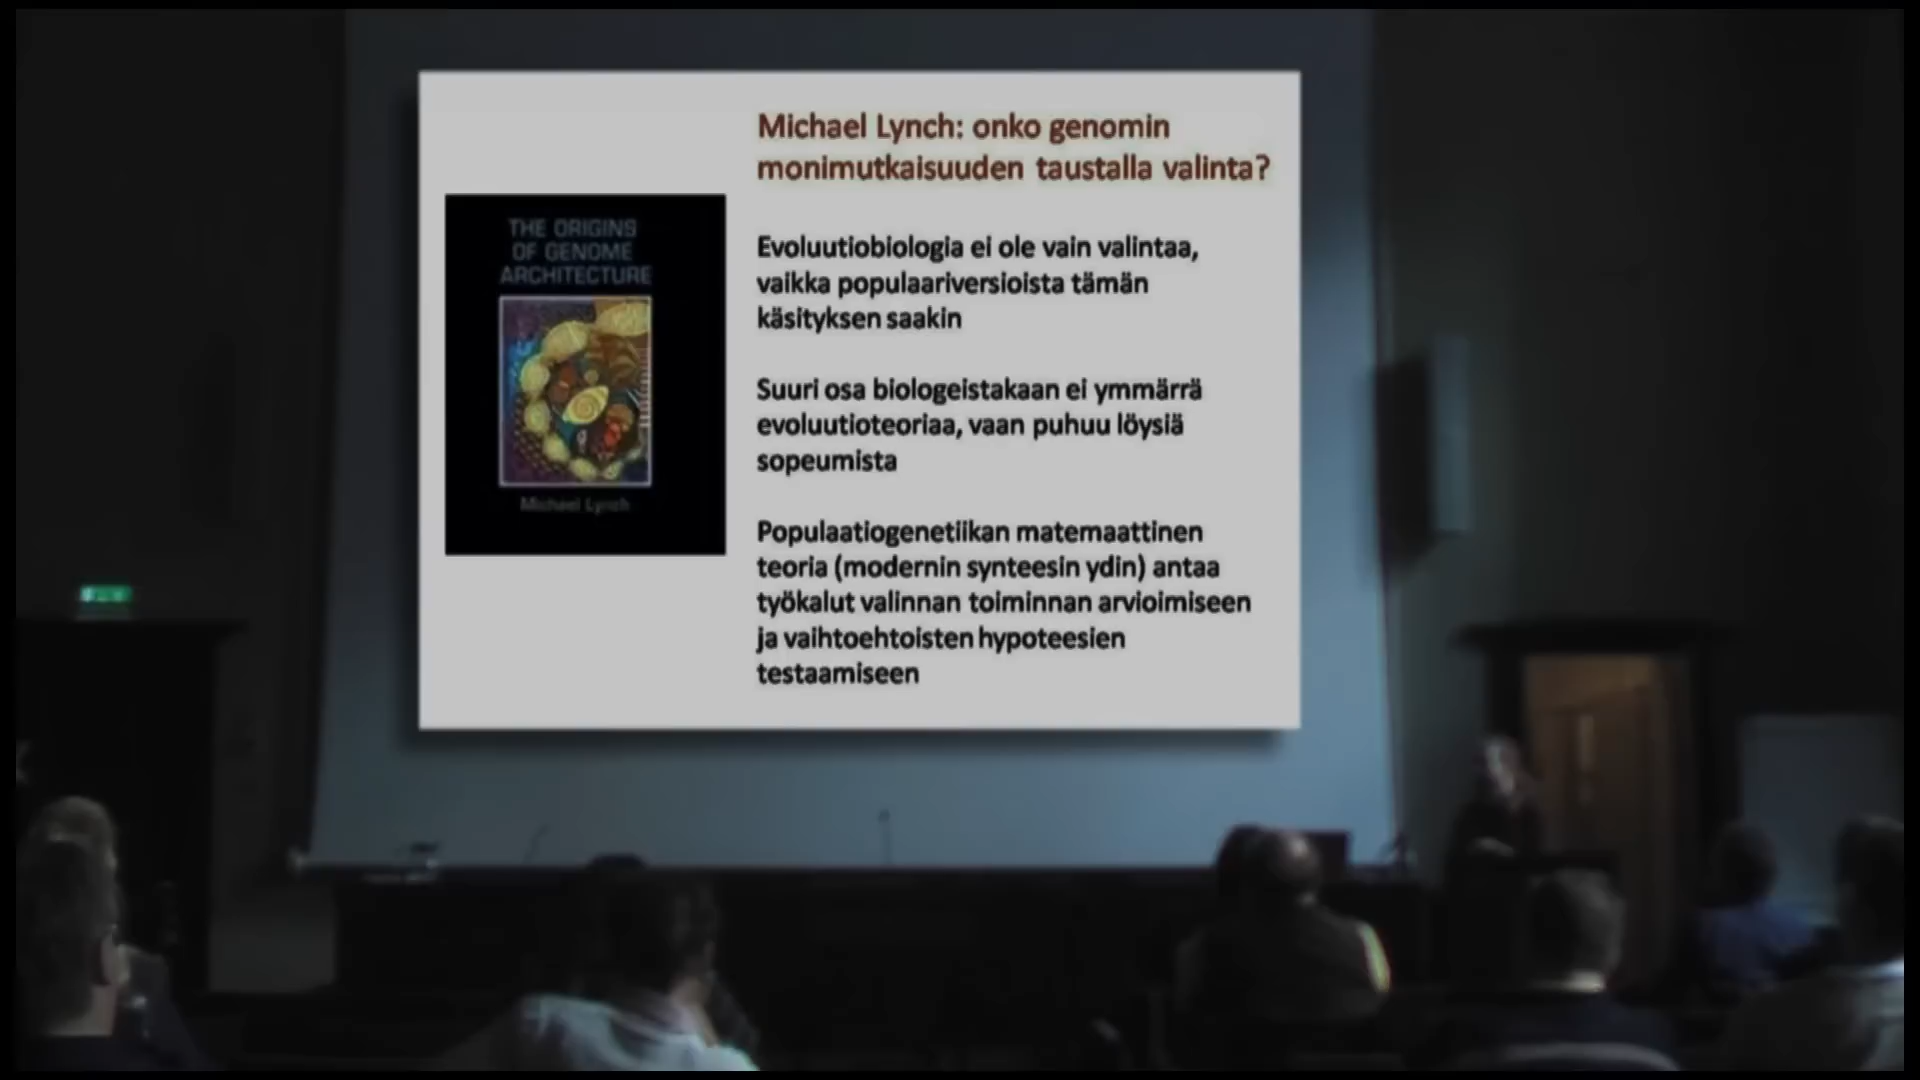 Michael Lynch: onko genomin
monimutkaisuuden taustalla valinta?
THE ORIGINS
OF GENOME
ARCHITECTURE
Michael Lynch
Evoluutiobiologia ei ole vain valintaa,
vaikka populaariversioista tämän
käsityksen saakin
Suuri osa biologeistakaan ei ymmärrä
evoluutioteoriaa, vaan puhuu löysiä
sopeumista
Populaatiogenetiikan matemaattinen
teoria (modernin synteesin ydin) antaa
työkalut valinnan toiminnan arvioimiseen
ja vaihtoehtoisten hypoteesien
testaamiseen